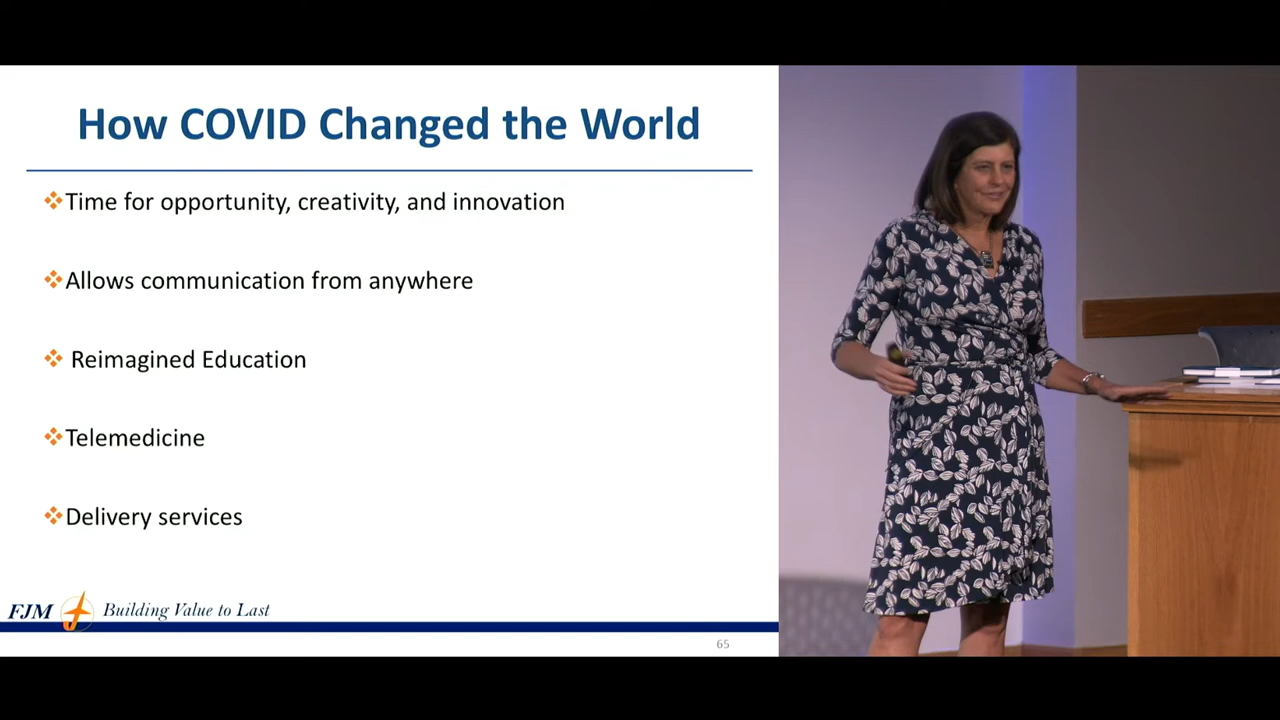 How COVID Changed the World
Time for opportunity, creativity, and innovation
Allows communication from anywhere
Reimagined Education
Telemedicine
Delivery services
FJM Building Value to Last
65